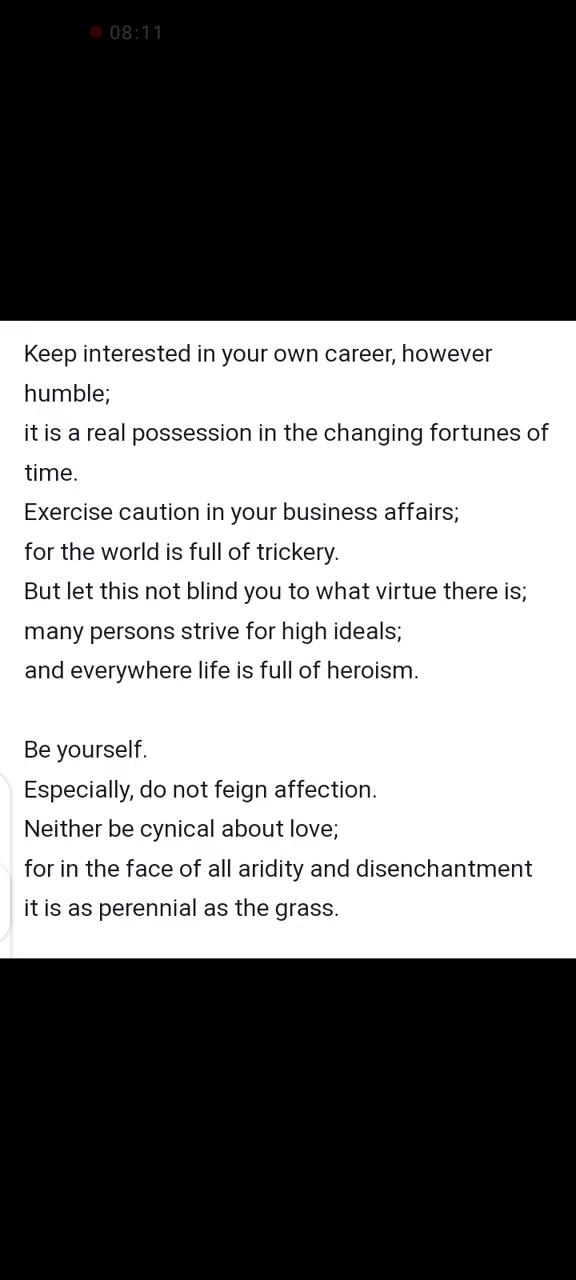 08:11
Keep interested in your own career, however
humble;
it is a real possession in the changing fortunes of
time.
Exercise caution in your business affairs;
for the world is full of trickery.
But let this not blind you to what virtue there is;
many persons strive for high ideals;
and everywhere life is full of heroism.
Be yourself.
Especially, do not feign affection.
Neither be cynical about love;
for in the face of all aridity and disenchantment
it is as perennial as the grass.